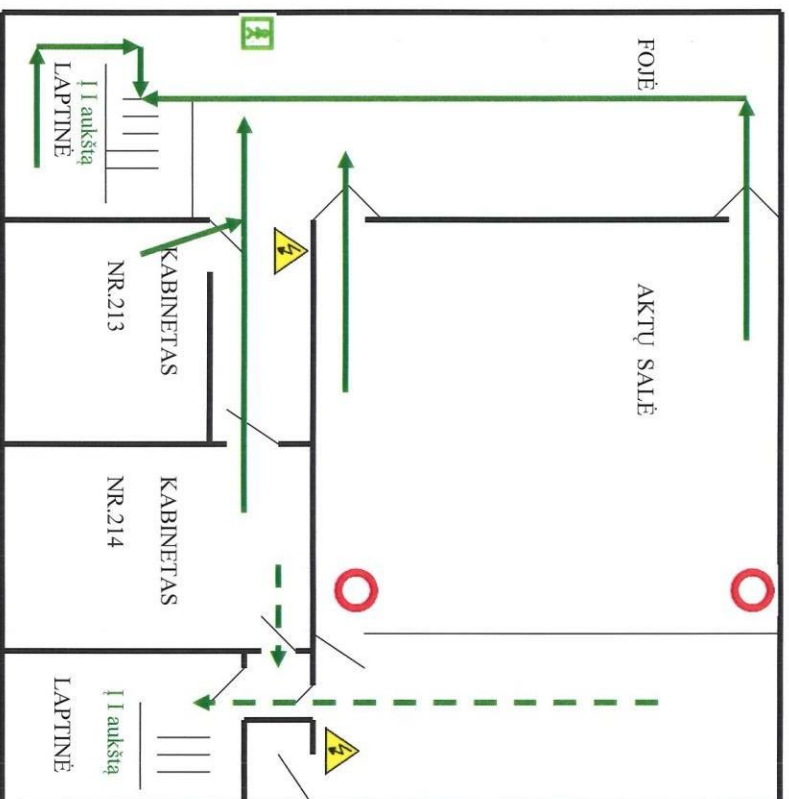 FOJĖ
Į I aukštą
LAPTINĖ
KABINETAS
NR.213
AKTŲ SALĖ
KABINETAS
NR.214
Į I aukštą
LAPTINĖ